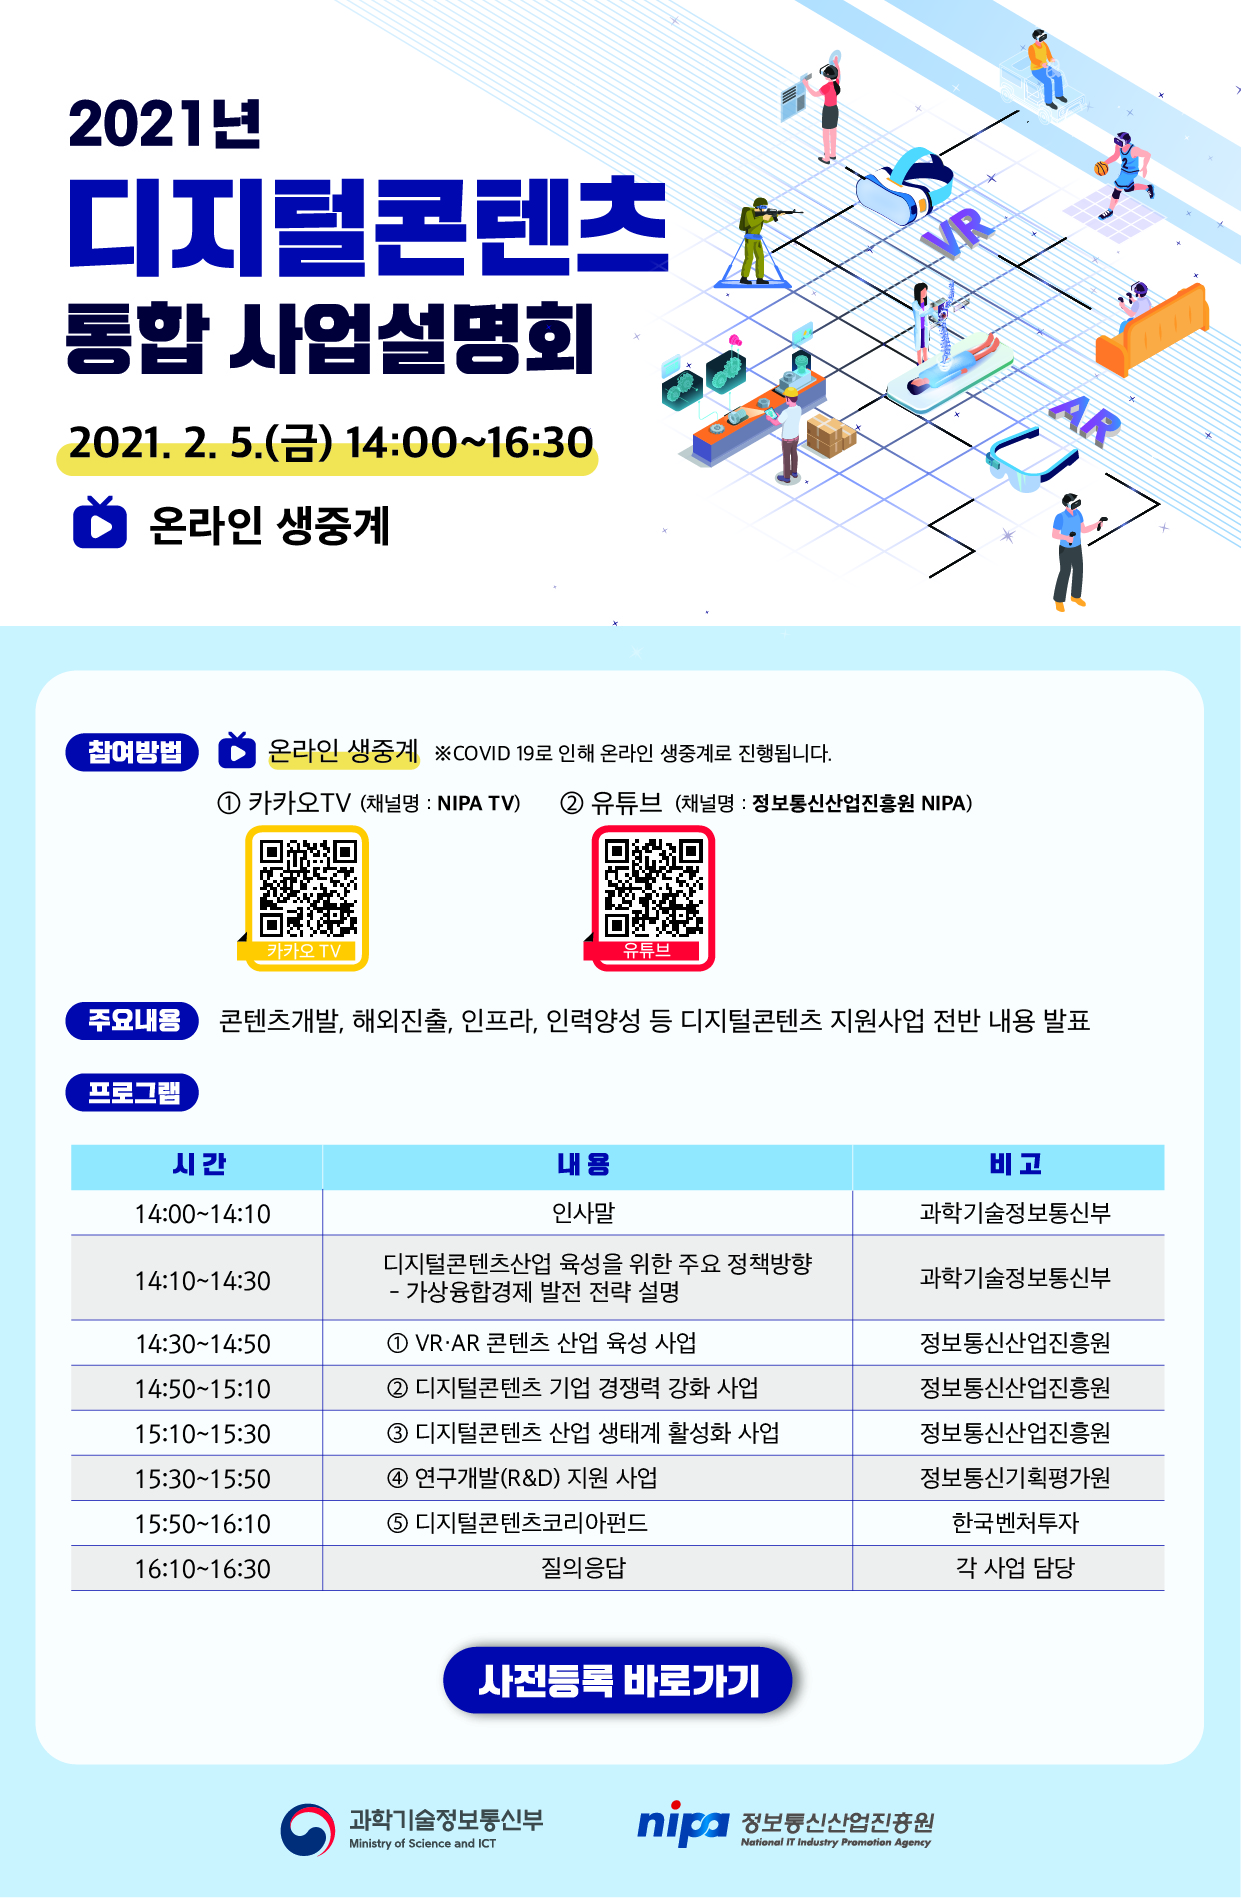 2021년
디지털콘텐츠
통합 사업설명회
2021. 2. 5.(금) 14:00~16:30
온라인 생중계
VR
2
AR
참여방법
온라인 생중계 ※COVID 19로 인해 온라인 생중계로 진행됩니다.
① 카카오TV (채널명 : NIPA TV) ② 유튜브 (채널명 : 정보통신산업진흥원 NIPA)
카카오 TV 유튜브
주요내용 콘텐츠개발, 해외진출, 인프라, 인력양성 등 디지털콘텐츠 지원사업 전반 내용 발표
프로그램
시 간 내 용 비 고
14:00~14:10 인사말 과학기술정보통신부
14:10~14:30 디지털콘텐츠산업 육성을 위한 주요 정책방향
- 가상융합경제 발전 전략 설명 과학기술정보통신부
14:30~14:50 ① VR·AR 콘텐츠 산업 육성 사업 정보통신산업진흥원
14:50~15:10 ② 디지털콘텐츠 기업 경쟁력 강화 사업 정보통신산업진흥원
15:10~15:30 ③ 디지털콘텐츠 산업 생태계 활성화 사업 정보통신산업진흥원
15:30~15:50 ④ 연구개발(R&D) 지원 사업 정보통신기획평가원
15:50~16:10 ⑤ 디지털콘텐츠코리아펀드 한국벤처투자
16:10~16:30 질의응답 각 사업 담당
사전등록 바로가기
과학기술정보통신부
Ministry of Science and ICT
nipa 정보통신산업진흥원
National IT Industry Promotion Agency